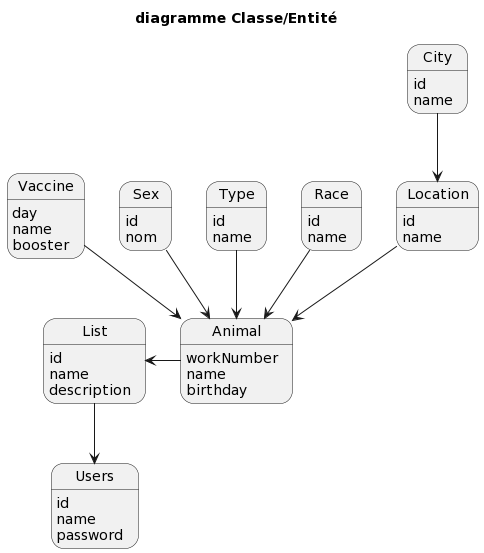 diagramme Classe/Entité
City
id
name
Vaccine
day
name
booster
Sex
id
nom
Type
id
name
Race
id
name
Location
id
name
List
id
name
description
Animal
workNumber
name
birthday
Users
id
name
password